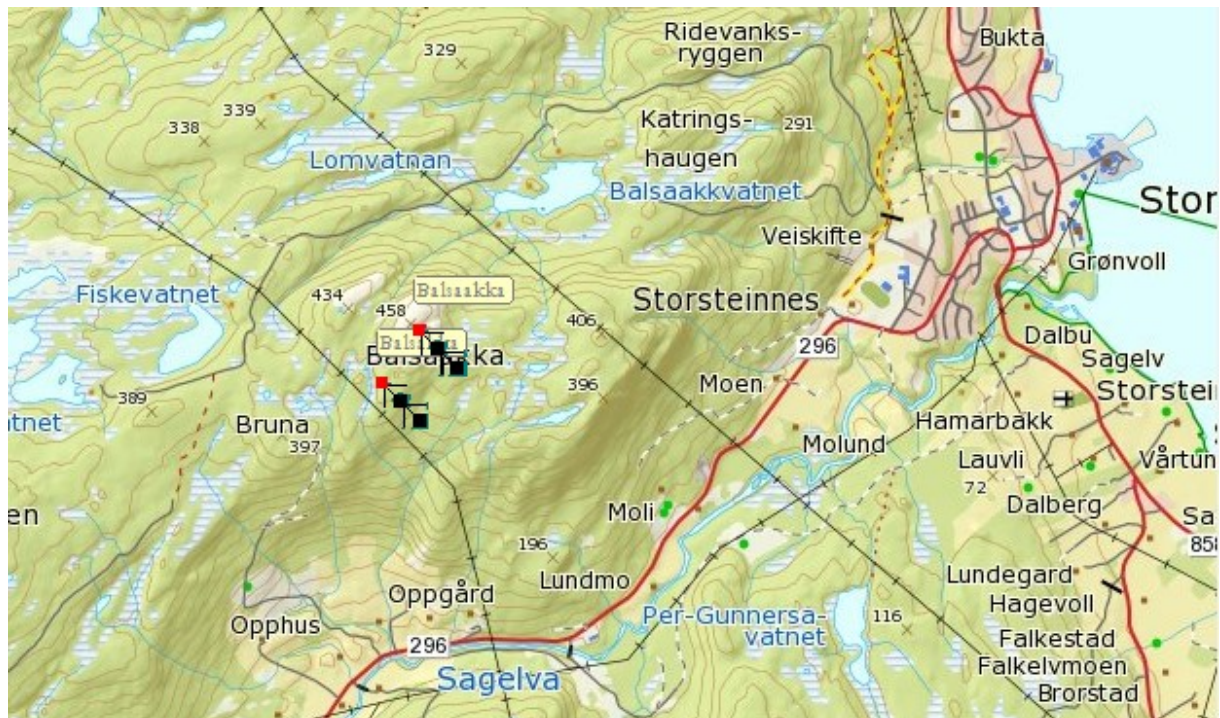 Ridevanks-
ryggen
Bukta
329
339
338
Katrings-
haugen
291
Lomvatnan
Balsaakkvatnet
Stor
Veiskifte
Grønvoll
Fiskevatnet
434
458
Balsaakka
Storsteinnes
406
296
Dalbu
Sagelv
Storstei
Moen
396
389
Bruna
397
Hamarbakk
Molund
Lauvli
72
Vårtun
Dalberg
Moli
Sa
858
196
Lundmo
Oppgård
Lundegard
Hagevoll
Per-Gunnersa-
vatnet
116
Opphus
296
Falkestad
Falkelvmoen
Sagelva
Brorstad